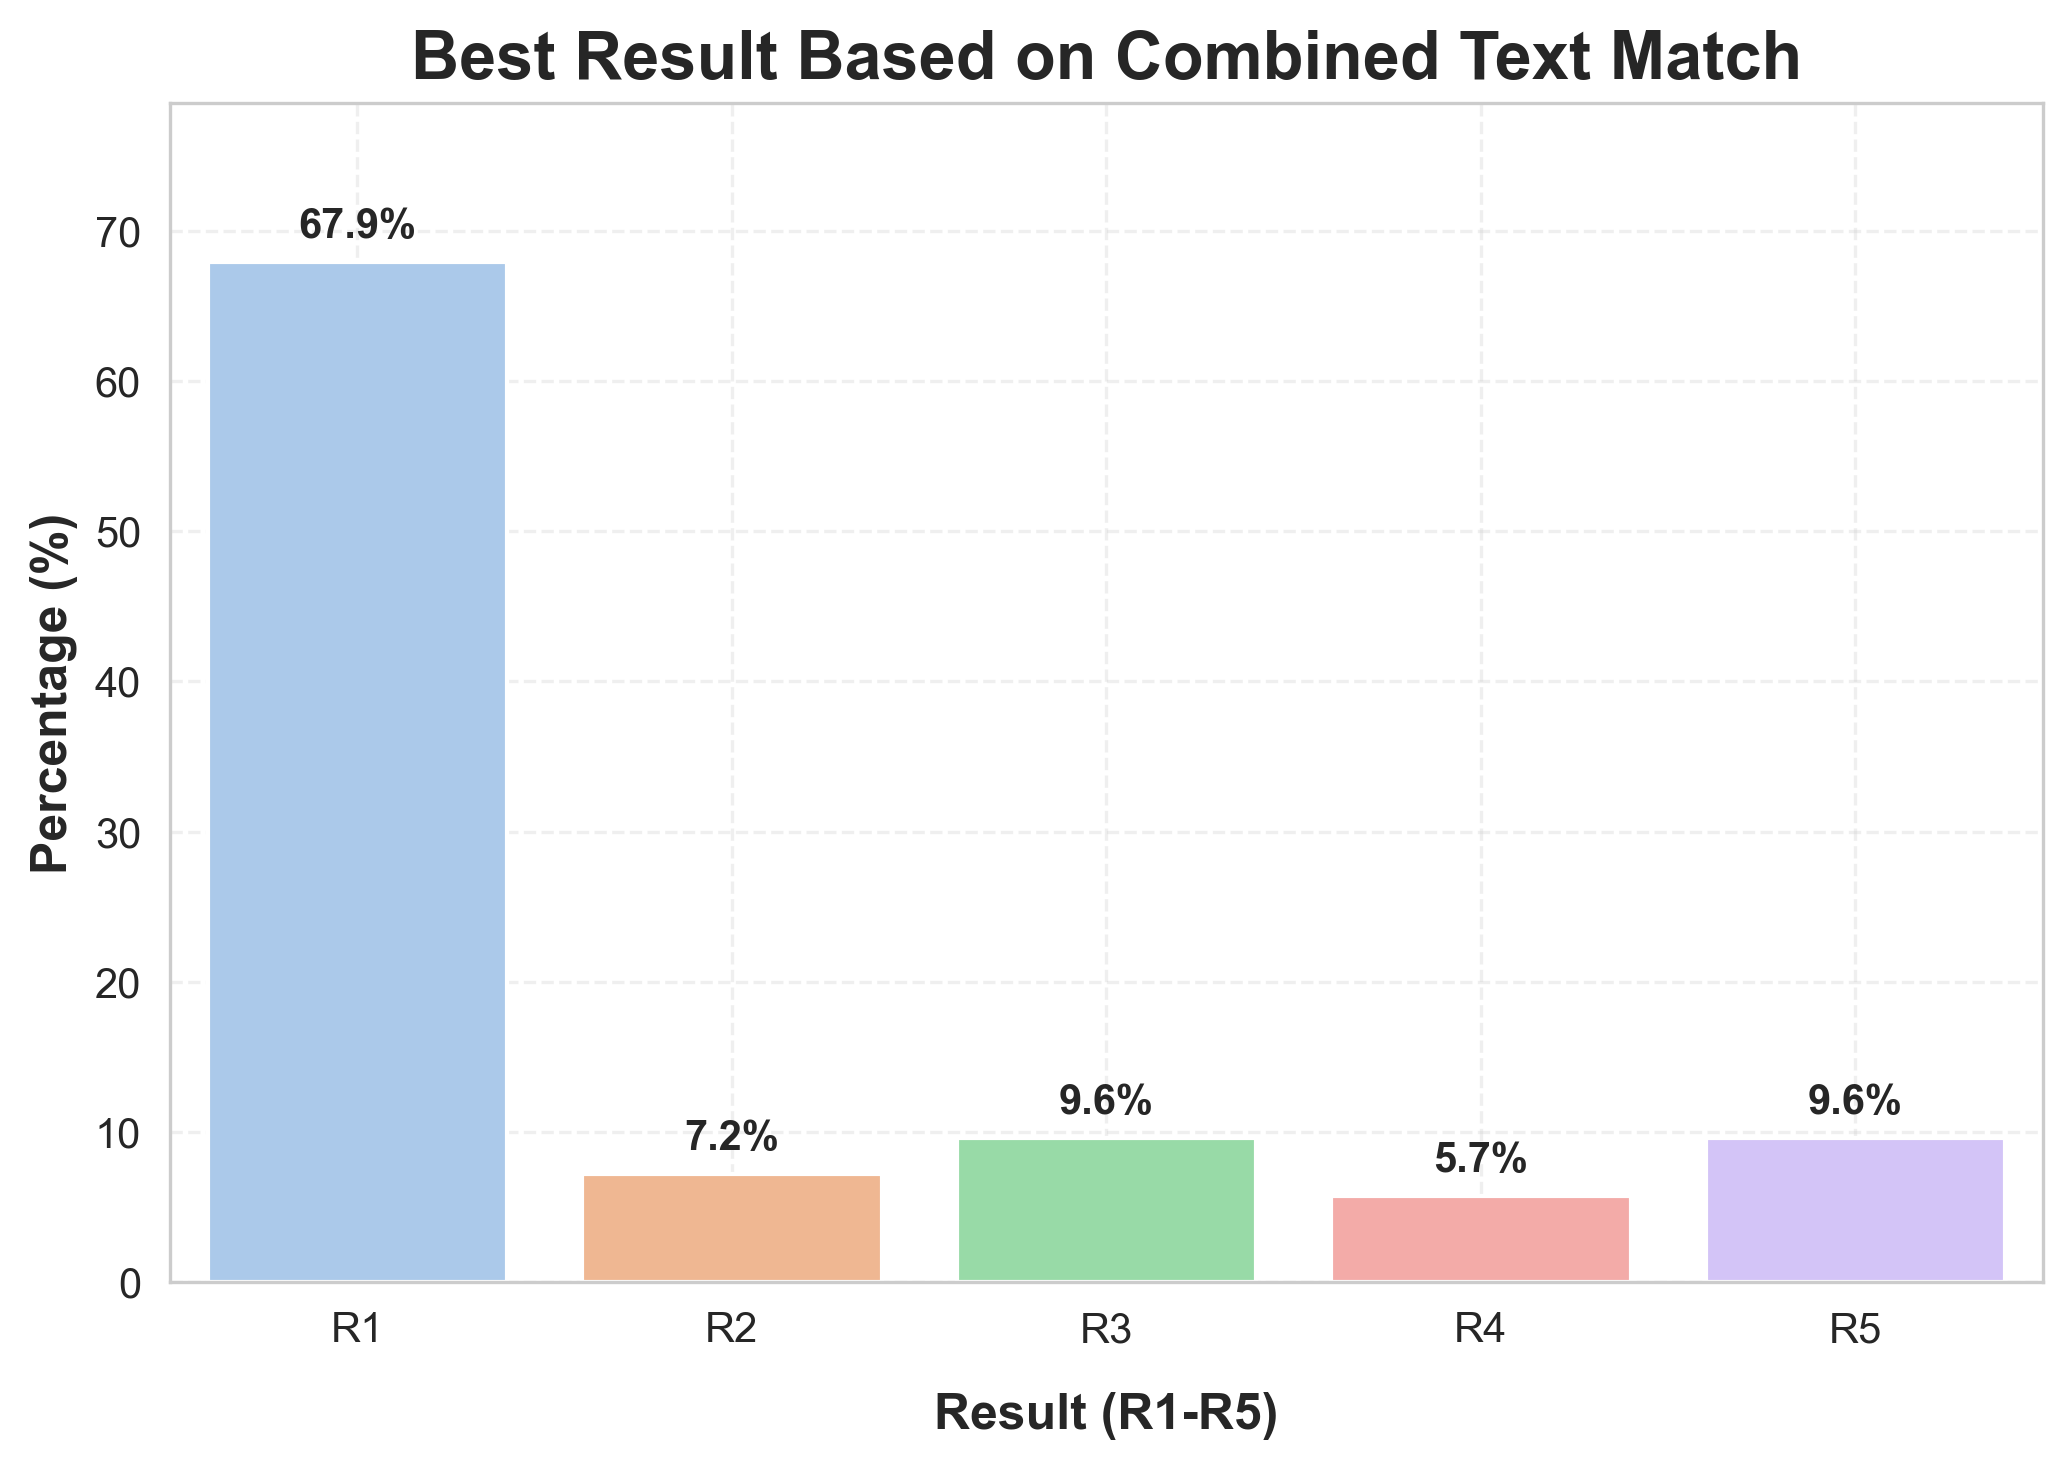 Best Result Based on Combined Text Match
Percentage (%)
70
60
50
40
30
20
10
0
67.9%
7.2%
9.6%
5.7%
9.6%
R1
R2
R3
R4
R5
Result (R1-R5)